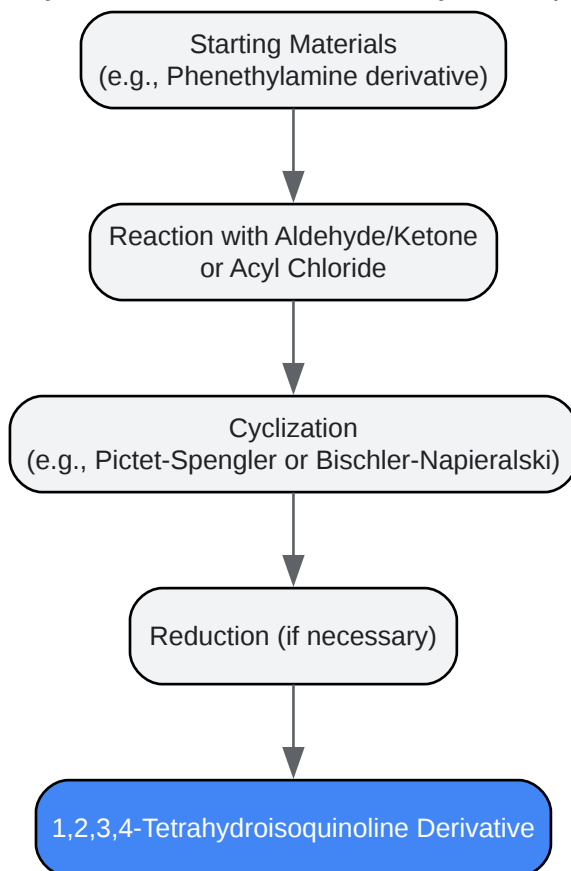 Starting Materials
(e.g., Phenethylamine derivative)
Reaction with Aldehyde/Ketone
or Acyl Chloride
Cyclization
(e.g., Pictet-Spengler or Bischler-Napieralski)
Reduction (if necessary)
1,2,3,4-Tetrahydroisoquinoline Derivative